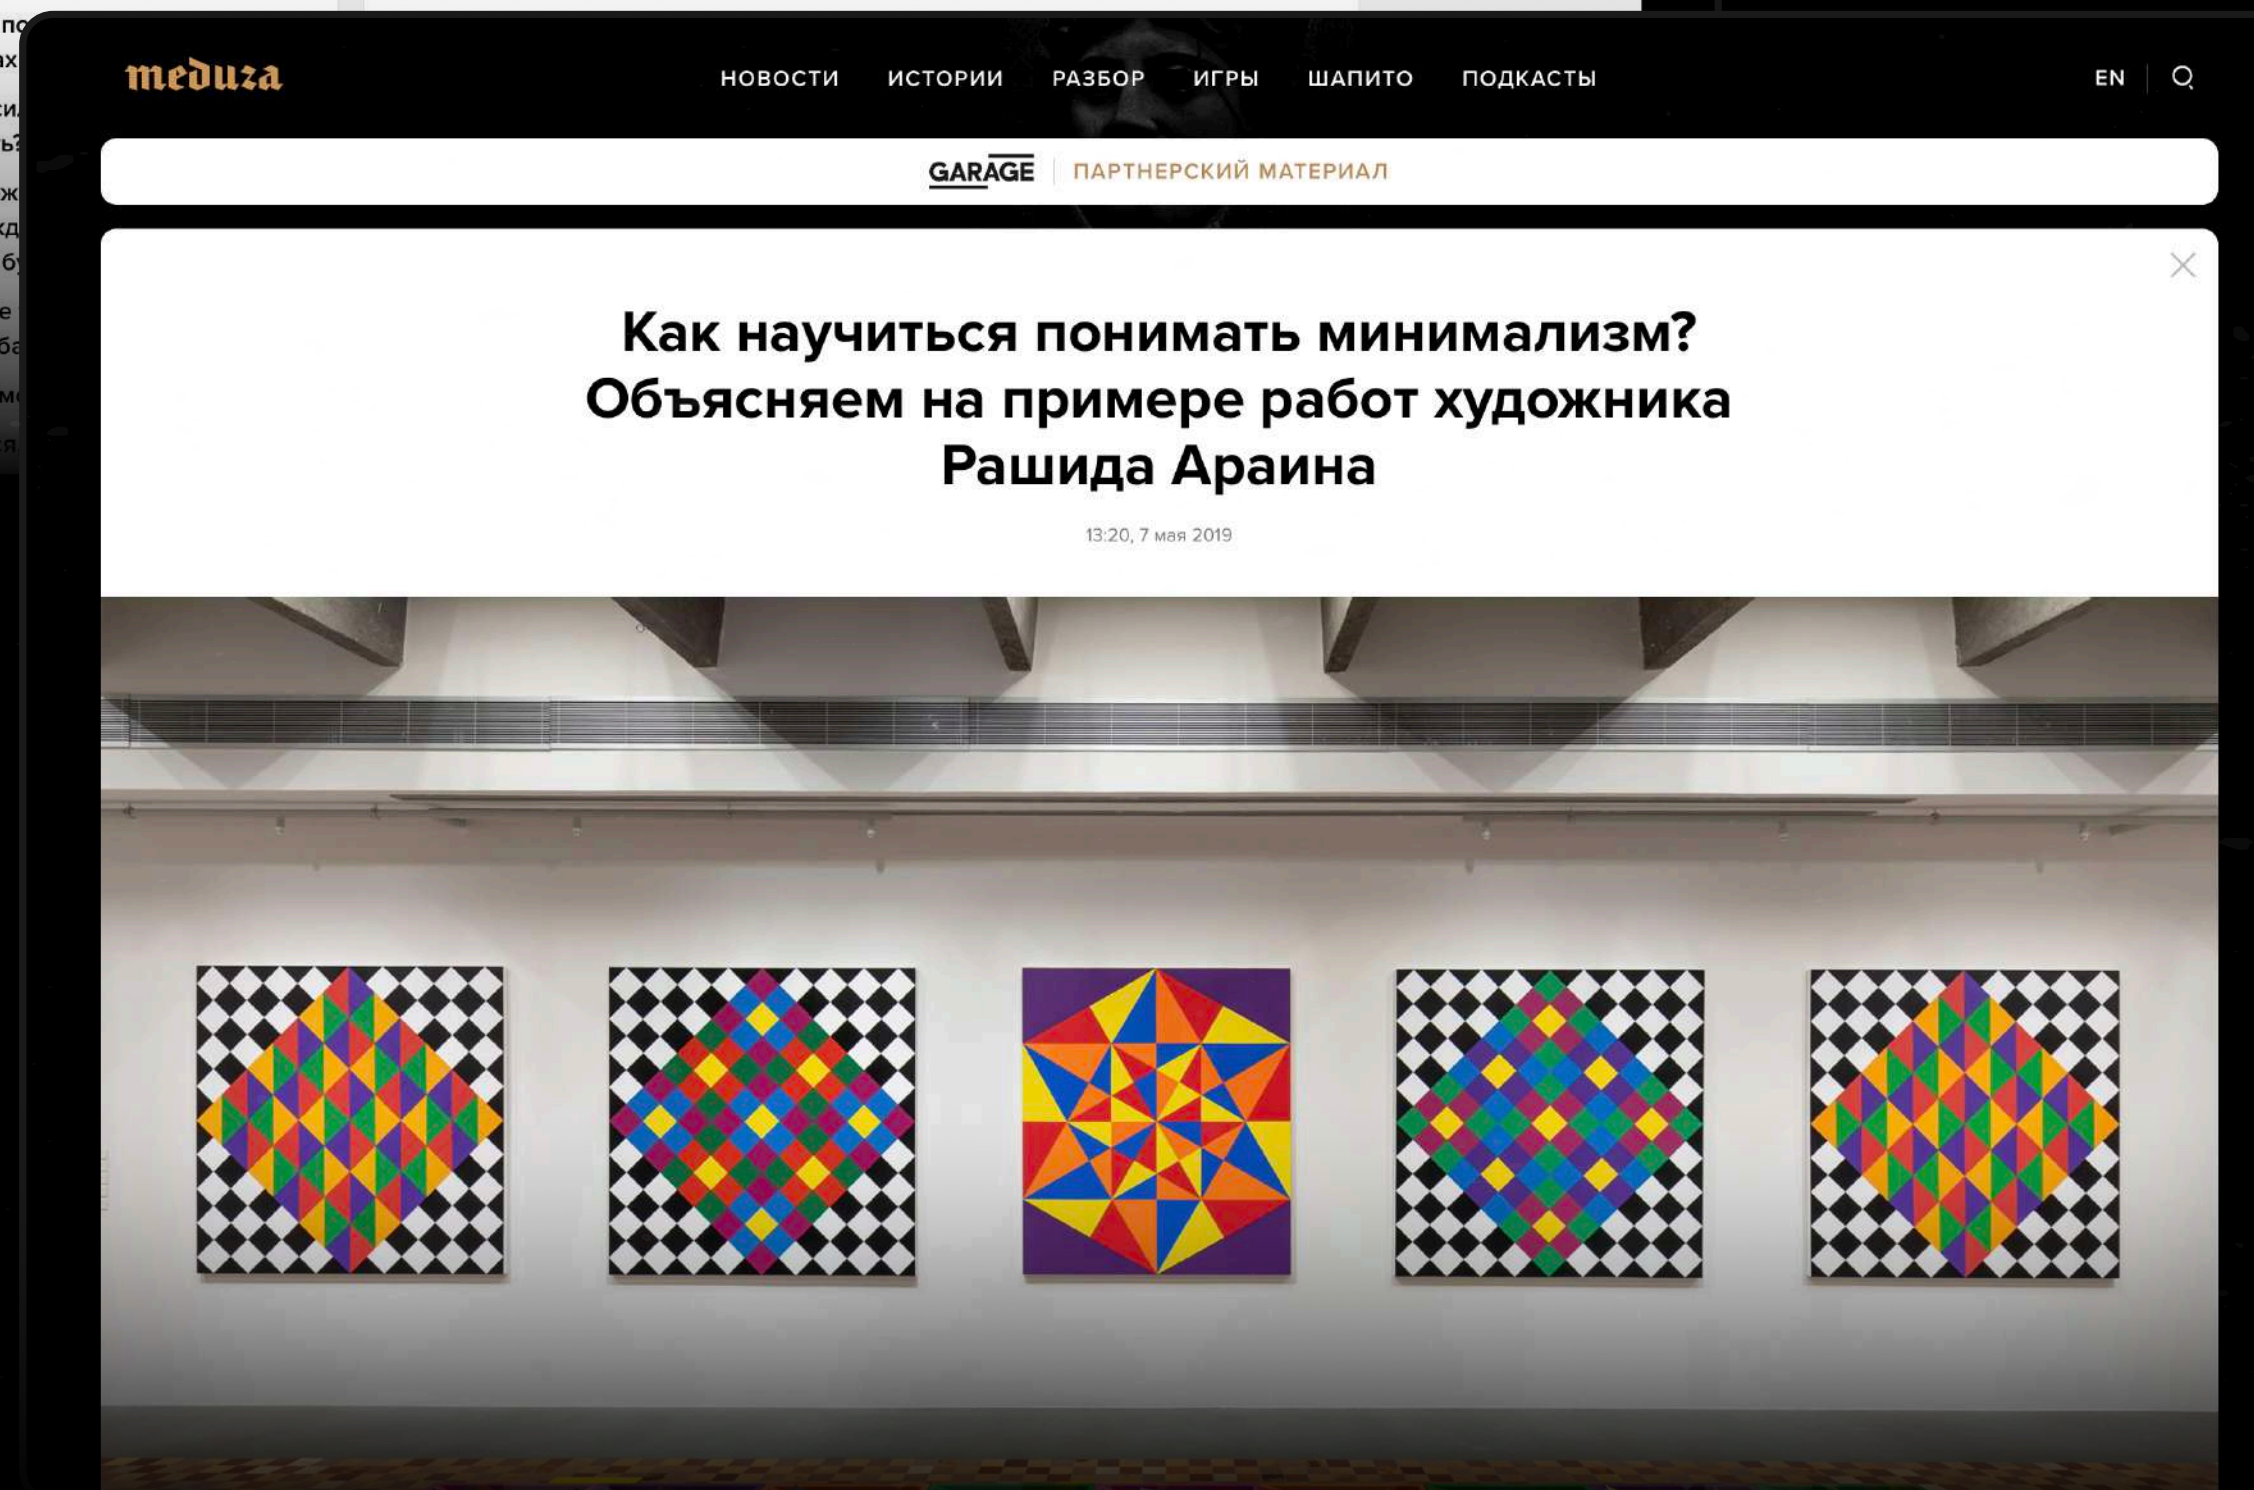 meduza
НОВОСТИ ИСТОРИИ РАЗБОР ИГРЫ ШАПИТО ПОДКАСТЫ
EN
GARAGE ПАРТНЕРСКИЙ МАТЕРИАЛ
Как научиться понимать минимализм?
Объясняем на примере работ художника
Рашида Араина
13:20, 7 мая 2019